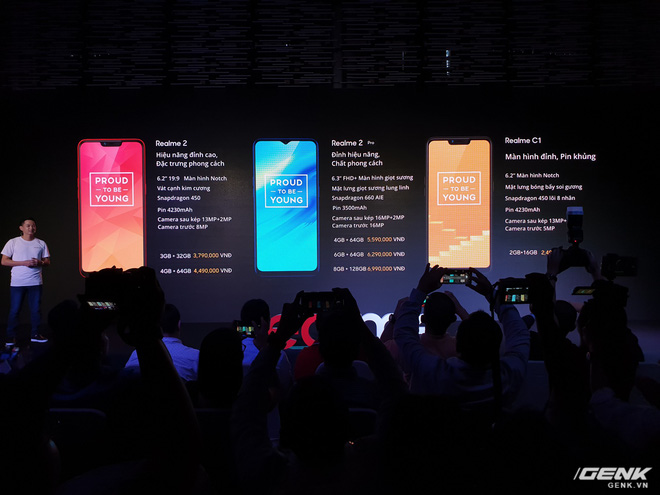 PROUD
TO BE
YOUNG
Realme 2
Hiệu năng đỉnh cao,
Đặc trưng phong cách
6.2" 19:9 Màn hình Notch
Vát cạnh kim cương
Snapdragon 450
Pin 4230mAh
Camera sau kép 13MP+2MP
Camera trước 8MP
3GB + 32GB 3,790,000 VNĐ
4GB + 64GB 4,490,000 VNĐ
PROUD
TO BE
YOUNG
Realme 2 Pro
Đỉnh hiệu năng,
Chất phong cách
6.3" FHD+ Màn hình giọt sương
Mặt lưng giọt sương lung linh
Snapdragon 660 AIE
Pin 3500mAh
Camera sau kép 16MP+2MP
Camera trước 16MP
4GB + 64GB 5.590,000 VNĐ
6GB + 64GB 6,290,000 VNĐ
8GB + 128GB 6,990,000 VNĐ
PROUD
TO BE
YOUNG
Realme C1
Màn hình đỉnh, Pin khủng
6.2" Màn hình Notch
Mặt lưng bóng bẩy soi gương
Snapdragon 450 lõi 8 nhân
Pin 4230mAh
Camera sau kép 13MP+2MP
Camera trước 5MP
2GB+16GB
GENK
GENK.VN